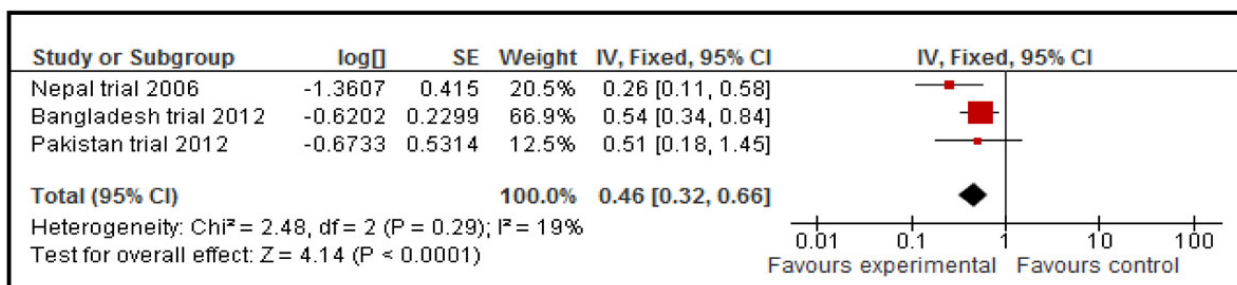 Study or Subgroup log[] SE Weight IV, Fixed, 95% CI IV, Fixed, 95% CI
Nepal trial 2006 -1.3607 0.415 20.5% 0.26 [0.11, 0.58]
Bangladesh trial 2012 -0.6202 0.2299 66.9% 0.54 [0.34, 0.84]
Pakistan trial 2012 -0.6733 0.5314 12.5% 0.51 [0.18, 1.45]
Total (95% CI) 100.0% 0.46 [0.32, 0.66]
Heterogeneity: Chi² = 2.48, df = 2 (P = 0.29); I² = 19%
Test for overall effect: Z = 4.14 (P < 0.0001)
0.01 0.1 1 10 100
Favours experimental Favours control